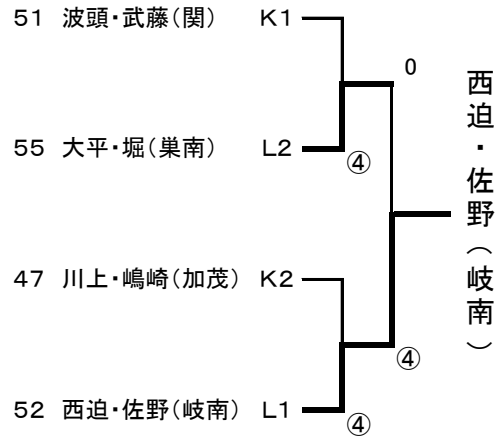 51 波頭・武藤(関) K1
0
55 大平・堀(巣南) L2
④
47 川上・嶋崎(加茂) K2
④
52 西迫・佐野(岐南) L1
④
西迫・佐野(岐南)